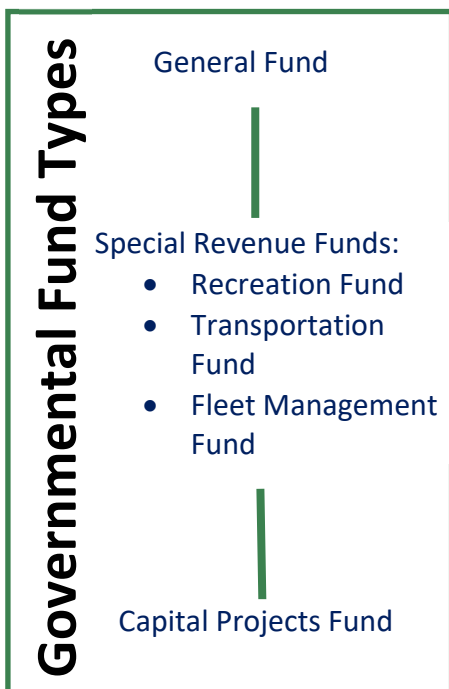 Governmental Fund Types
General Fund
Special Revenue Funds:
• Recreation Fund
• Transportation
Fund
• Fleet Management
Fund
Capital Projects Fund